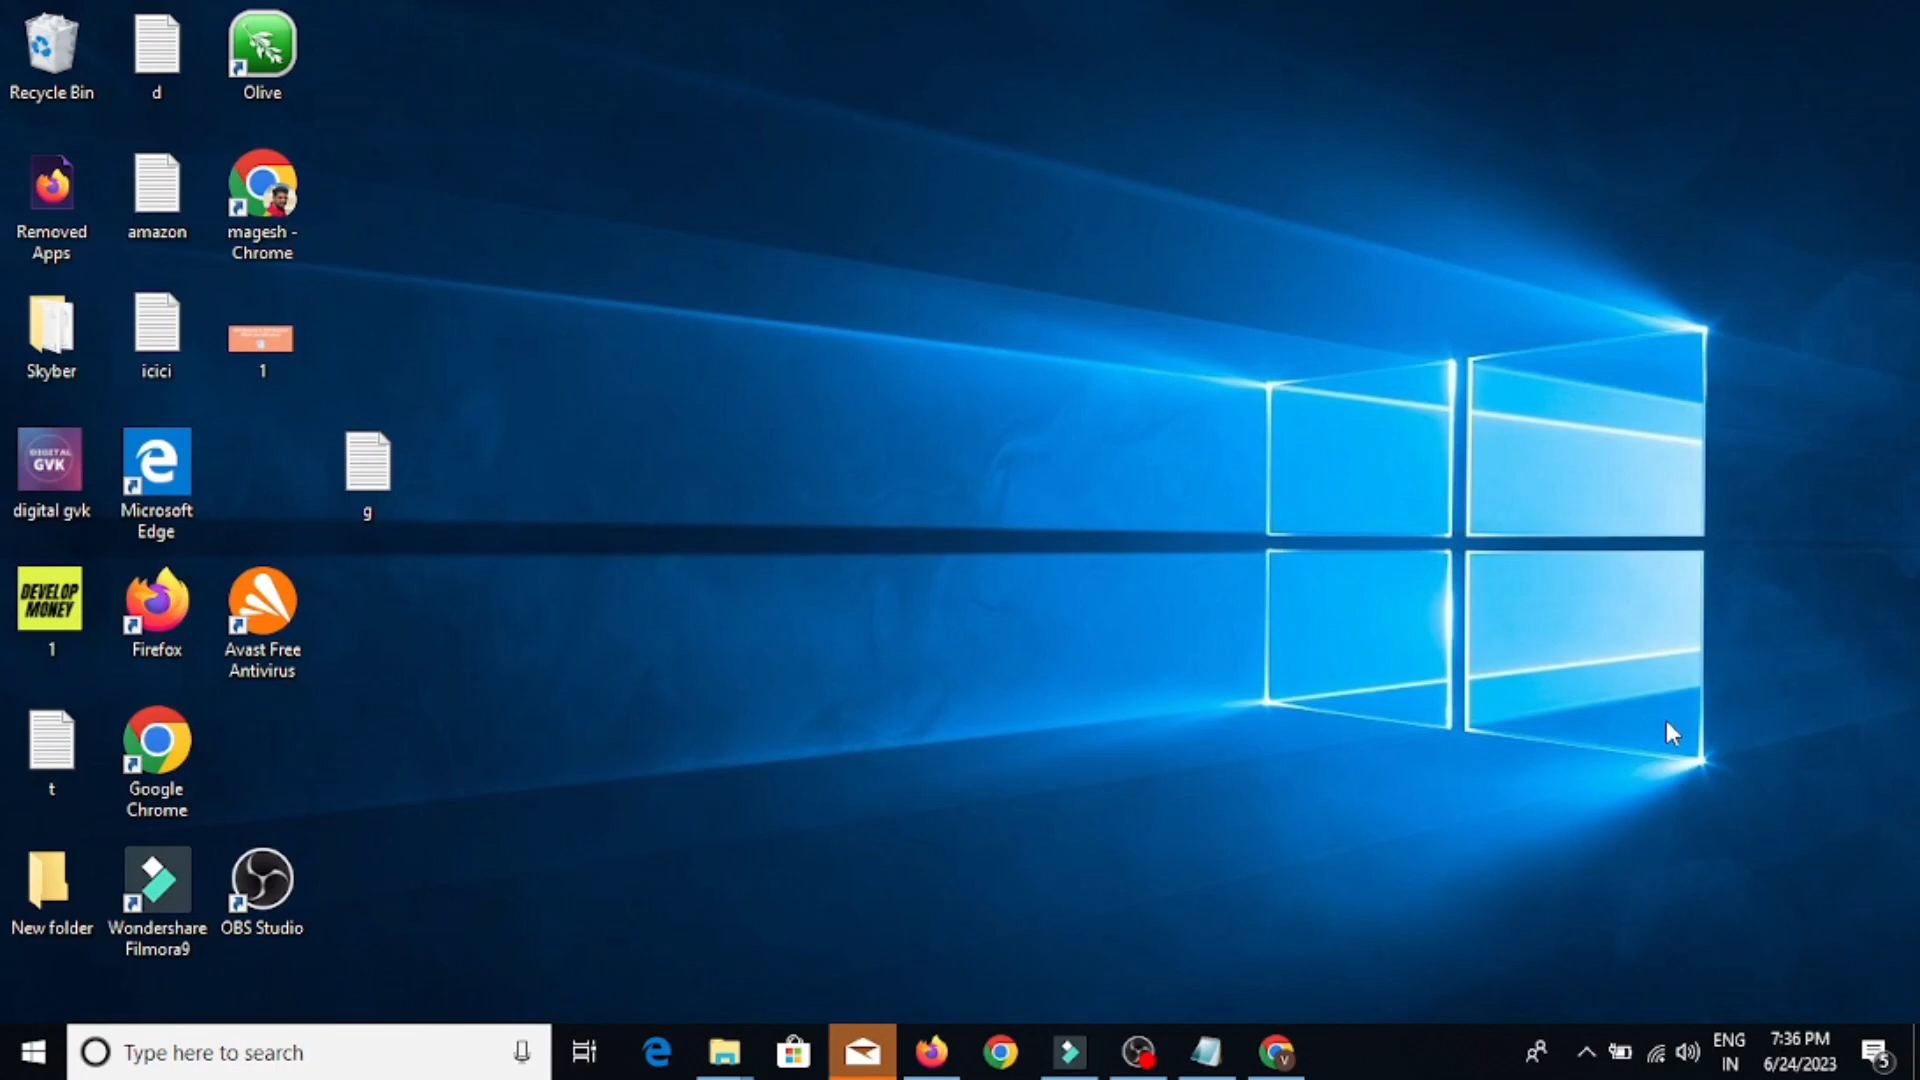 Recycle Bin
d
Olive
Removed
Apps
amazon
magesh -
Chrome
Skyber
icici
1
DIGITAL
GVK
digital gvk
Microsoft
Edge
g
DEVELOP
MONEY
1
Firefox
Avast Free
Antivirus
t
Google
Chrome
New folder
Wondershare
Filmora9
OBS Studio
Type here to search
V
ENG
IN
7:36 PM
6/24/2023
5